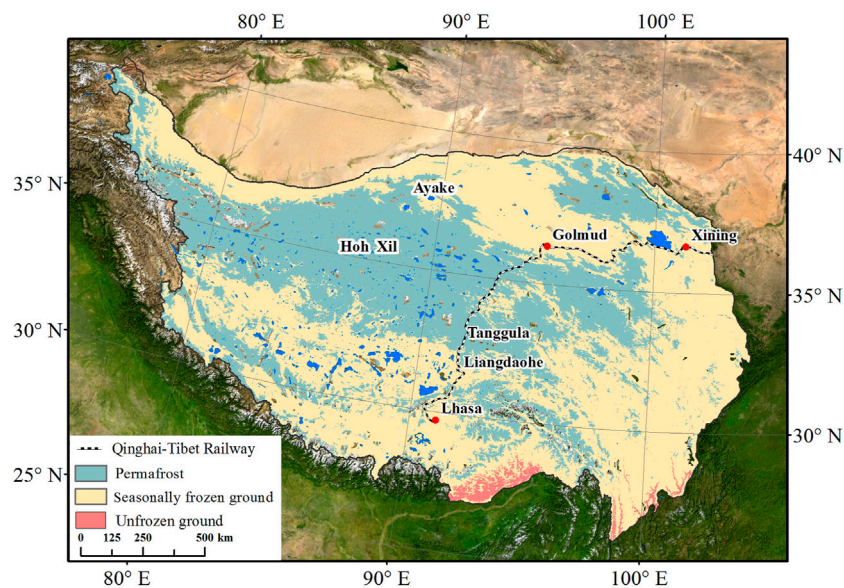 80° E 90° E 100° E
40° N
35° N
Ayake
Golmud Xining
Hoh Xil
35° N
30° N
Tanggula
Liangdaohe
Lhasa
30° N
Qinghai-Tibet Railway
Permafrost
25° N
Seasonally frozen ground
Unfrozen ground
0 125 250 500 km
80° E 90° E 100° E